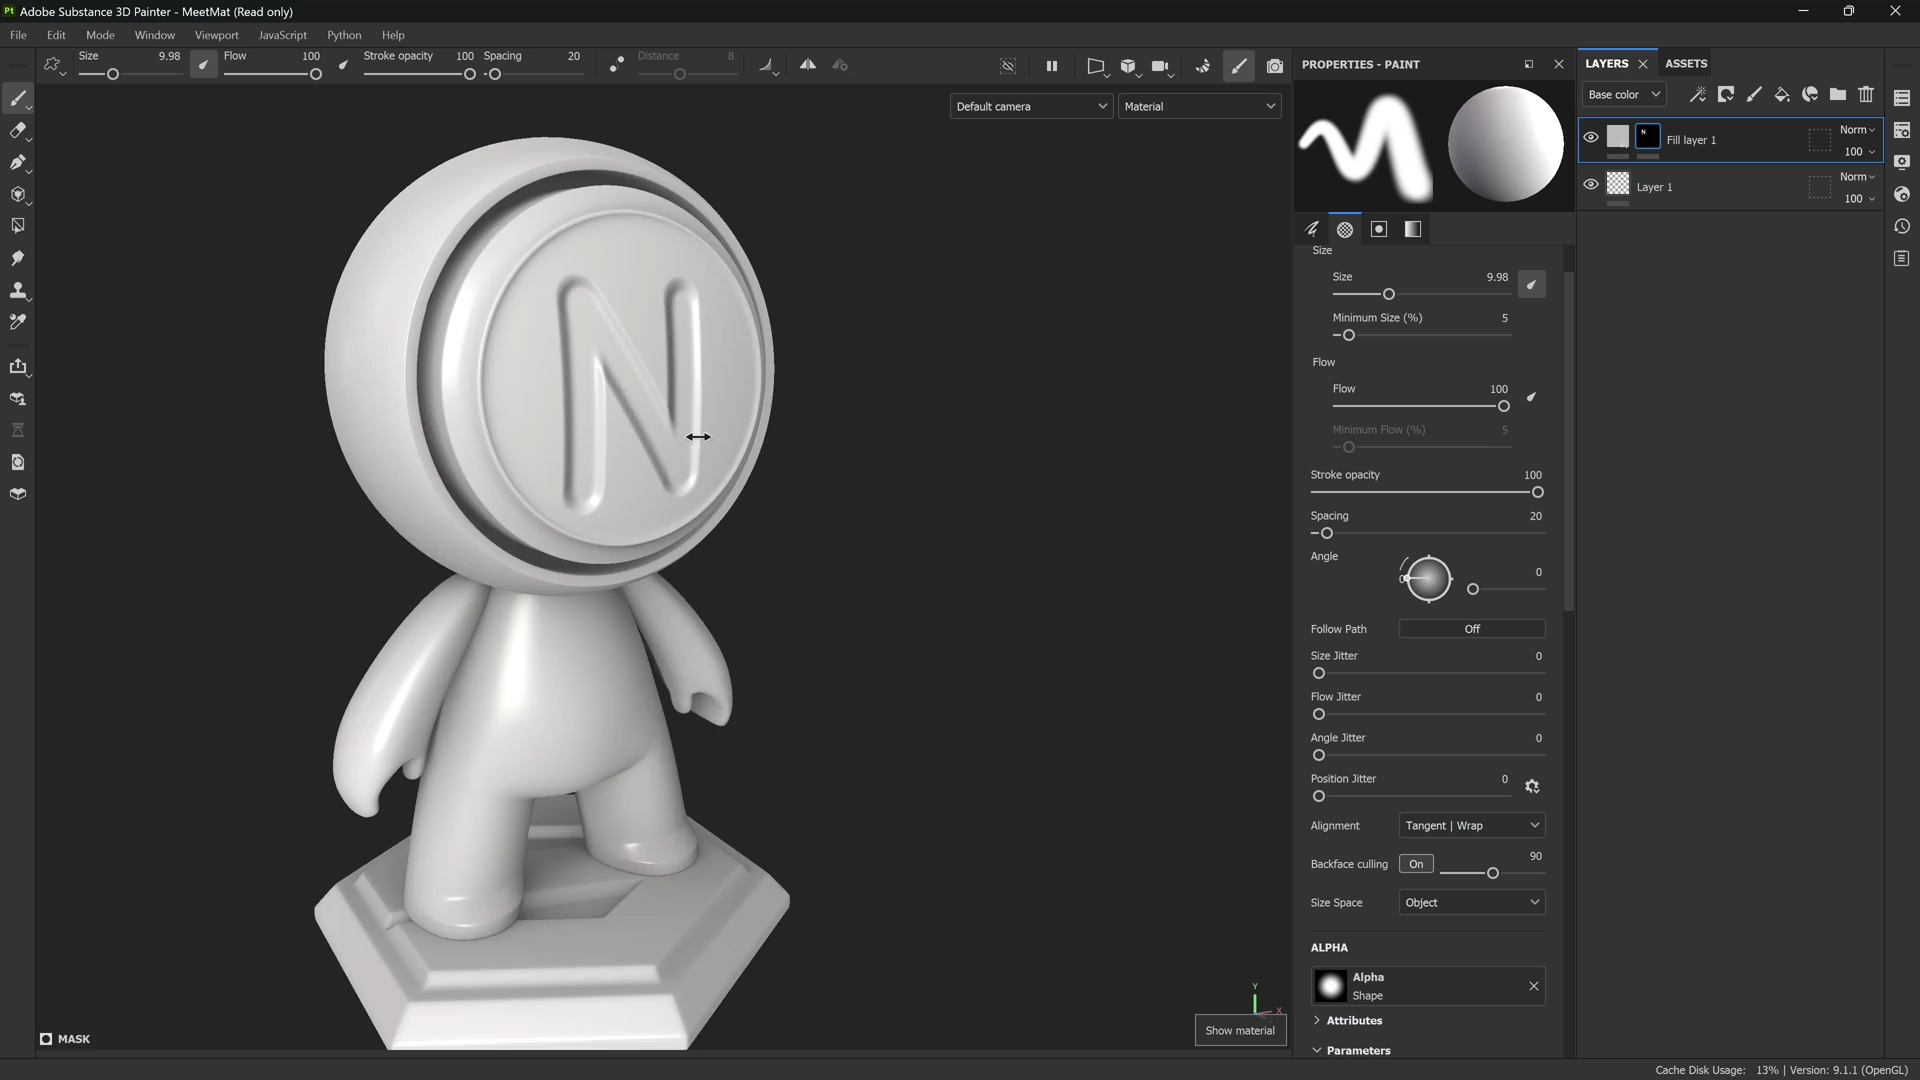 Pt Adobe Substance 3D Painter - MeetMat (Read only)
File Edit Mode Window Viewport JavaScript Python Help
Size 9.98 Flow 100 Stroke opacity 100 Spacing 20 Distance 8
Default camera Material
N
MASK
Y
X
Show material
PROPERTIES - PAINT
Size
Size 9.98
Minimum Size (%) 5
Flow
Flow 100
Minimum Flow (%) 5
Stroke opacity 100
Spacing 20
Angle 0 0
Follow Path Off
Size Jitter 0
Flow Jitter 0
Angle Jitter 0
Position Jitter 0
Alignment Tangent | Wrap
Backface culling On 90
Size Space Object
ALPHA
Alpha
Shape
Attributes
Parameters
LAYERS ASSETS
Base color
N Fill layer 1 Norm
100
Layer 1 Norm
100
Cache Disk Usage: 13% | Version: 9.1.1 (OpenGL)